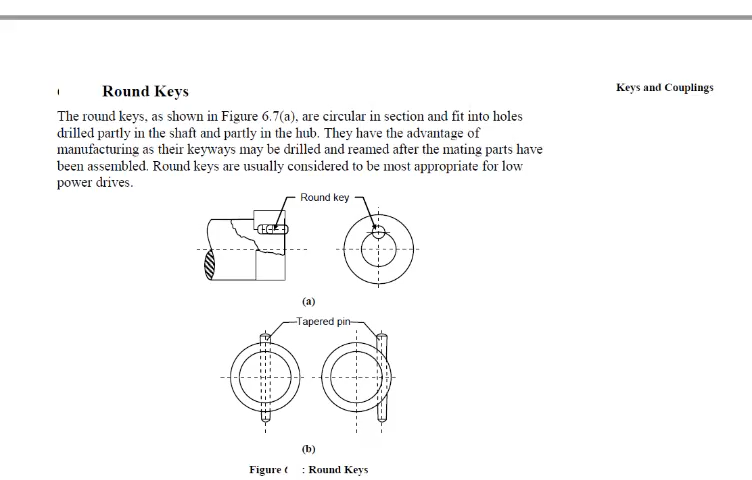 Keys and Couplings
Round Keys
The round keys, as shown in Figure 6.7(a), are circular in section and fit into holes
drilled partly in the shaft and partly in the hub. They have the advantage of
manufacturing as their keyways may be drilled and reamed after the mating parts have
been assembled. Round keys are usually considered to be most appropriate for low
power drives.
Round key
(a)
Tapered pin
(b)
Figure : Round Keys